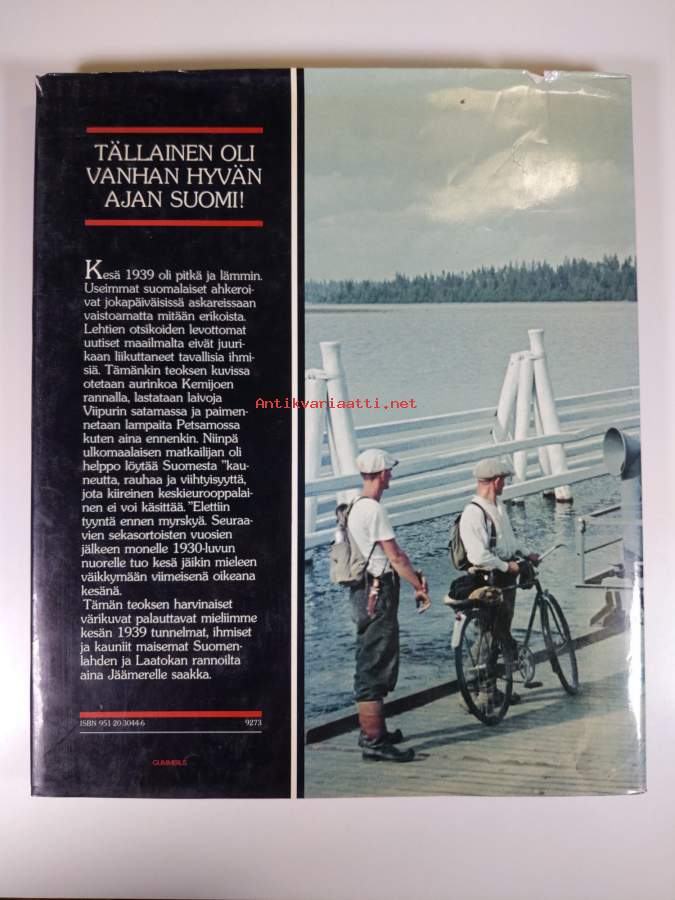 TÄLLAINEN OLI
VANHAN HYVÄN
AJAN SUOMI!
Kesä 1939 oli pitkä ja lämmin.
Useimmat suomalaiset ahkeroi-
vat jokapäiväisissä askareissaan
vaistoamatta mitään erikoista.
Lehtien otsikoiden levottomat
uutiset maailmalta eivät juuri-
kaan liikuttaneet tavallisia ihmi-
siä. Tämänkin teoksen kuvissa
otetaan aurinkoa Kemijoen
rannalla, lastataan laivoja
Viipurin satamassa ja paimen-
netaan lampaita Petsamossa
kuten aina ennenkin. Niinpä
ulkomaalaisen matkailijan oli
helppo löytää Suomesta "kau-
neutta, rauhaa ja viihtyisyyttä,
jota kiireinen keskieurooppalai-
nen ei voi käsittää." Elettiin
tyyntä ennen myrskyä. Seuraa-
vien sekasortoisten vuosien
jälkeen monelle 1930-luvun
nuorelle tuo kesä jäikin mieleen
väikkymään viimeisenä oikeana
kesänä.
Tämän teoksen harvinaiset
värikuvat palauttavat mieliimme
kesän 1939 tunnelmat, ihmiset
ja kauniit maisemat Suomen-
lahden ja Laatokan rannoilta
aina Jäämerelle saakka.
ISBN 951 20 3044-6 9273
GUMMERUS
Antikvariaatti.net